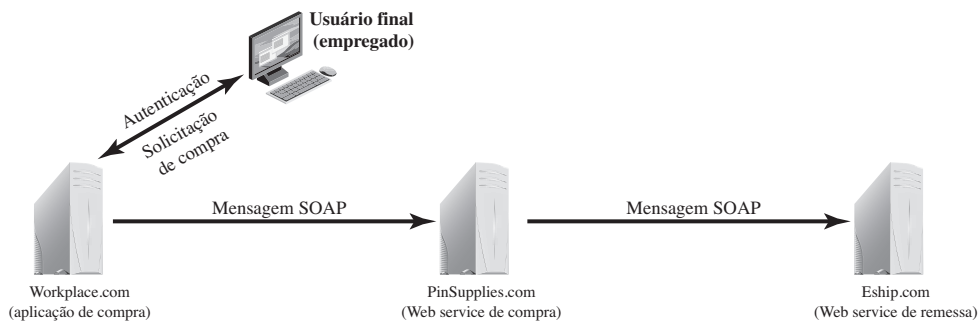 Usuário final
(empregado)
Autenticação
Solicitação
de compra
Mensagem SOAP
Mensagem SOAP
Workplace.com
(aplicação de compra)
PinSupplies.com
(Web service de compra)
Eship.com
(Web service de remessa)